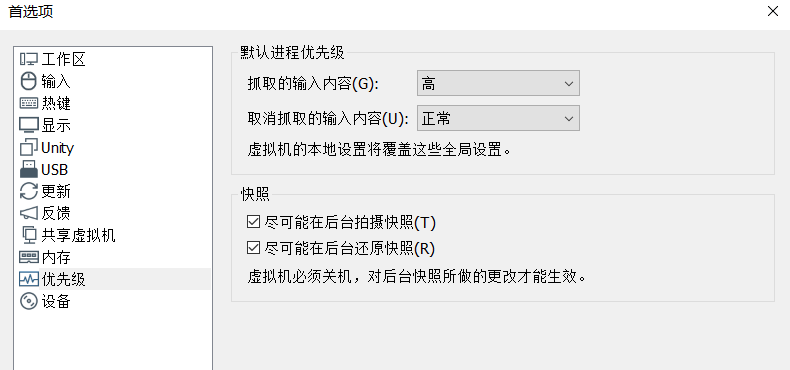 首选项
工作区
输入
热键
显示
Unity
USB
更新
反馈
共享虚拟机
内存
优先级
设备
默认进程优先级
抓取的输入内容(G): 高
取消抓取的输入内容(U): 正常
虚拟机的本地设置将覆盖这些全局设置。
快照
尽可能在后台拍摄快照(T)
尽可能在后台还原快照(R)
虚拟机必须关机，对后台快照所做的更改才能生效。